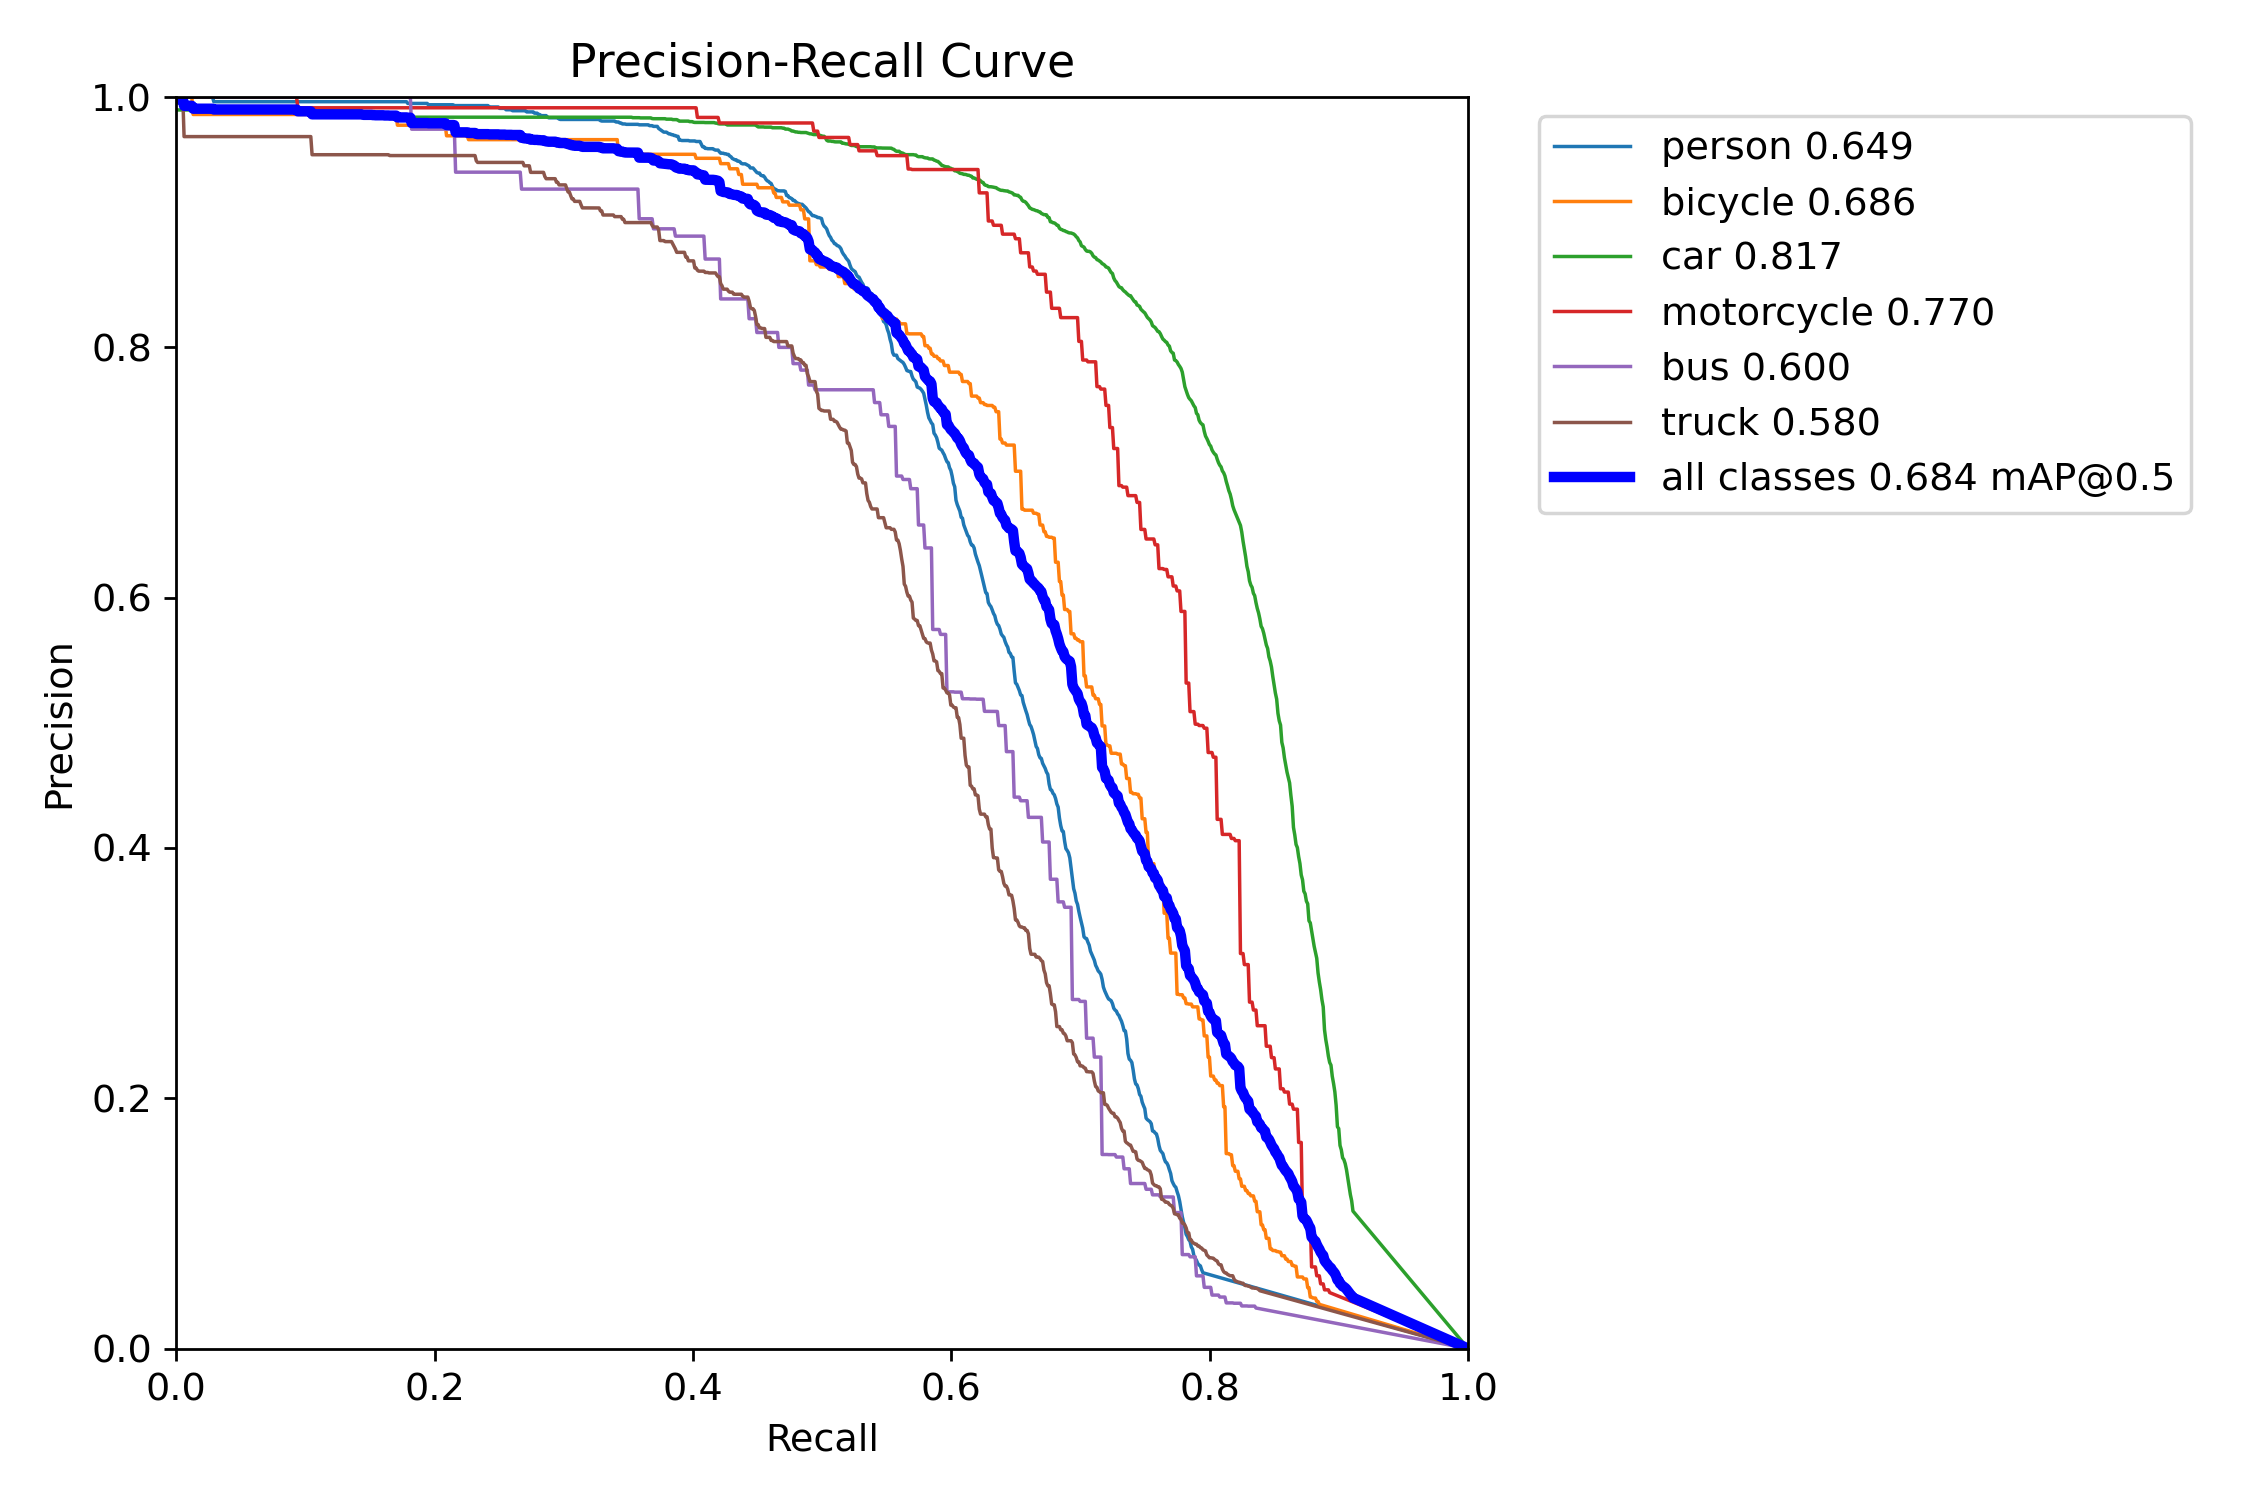 Precision-Recall Curve
1.0
0.8
0.6
0.4
0.2
0.0
Precision
0.0 0.2 0.4 0.6 0.8 1.0
Recall
person 0.649
bicycle 0.686
car 0.817
motorcycle 0.770
bus 0.600
truck 0.580
all classes 0.684 mAP@0.5